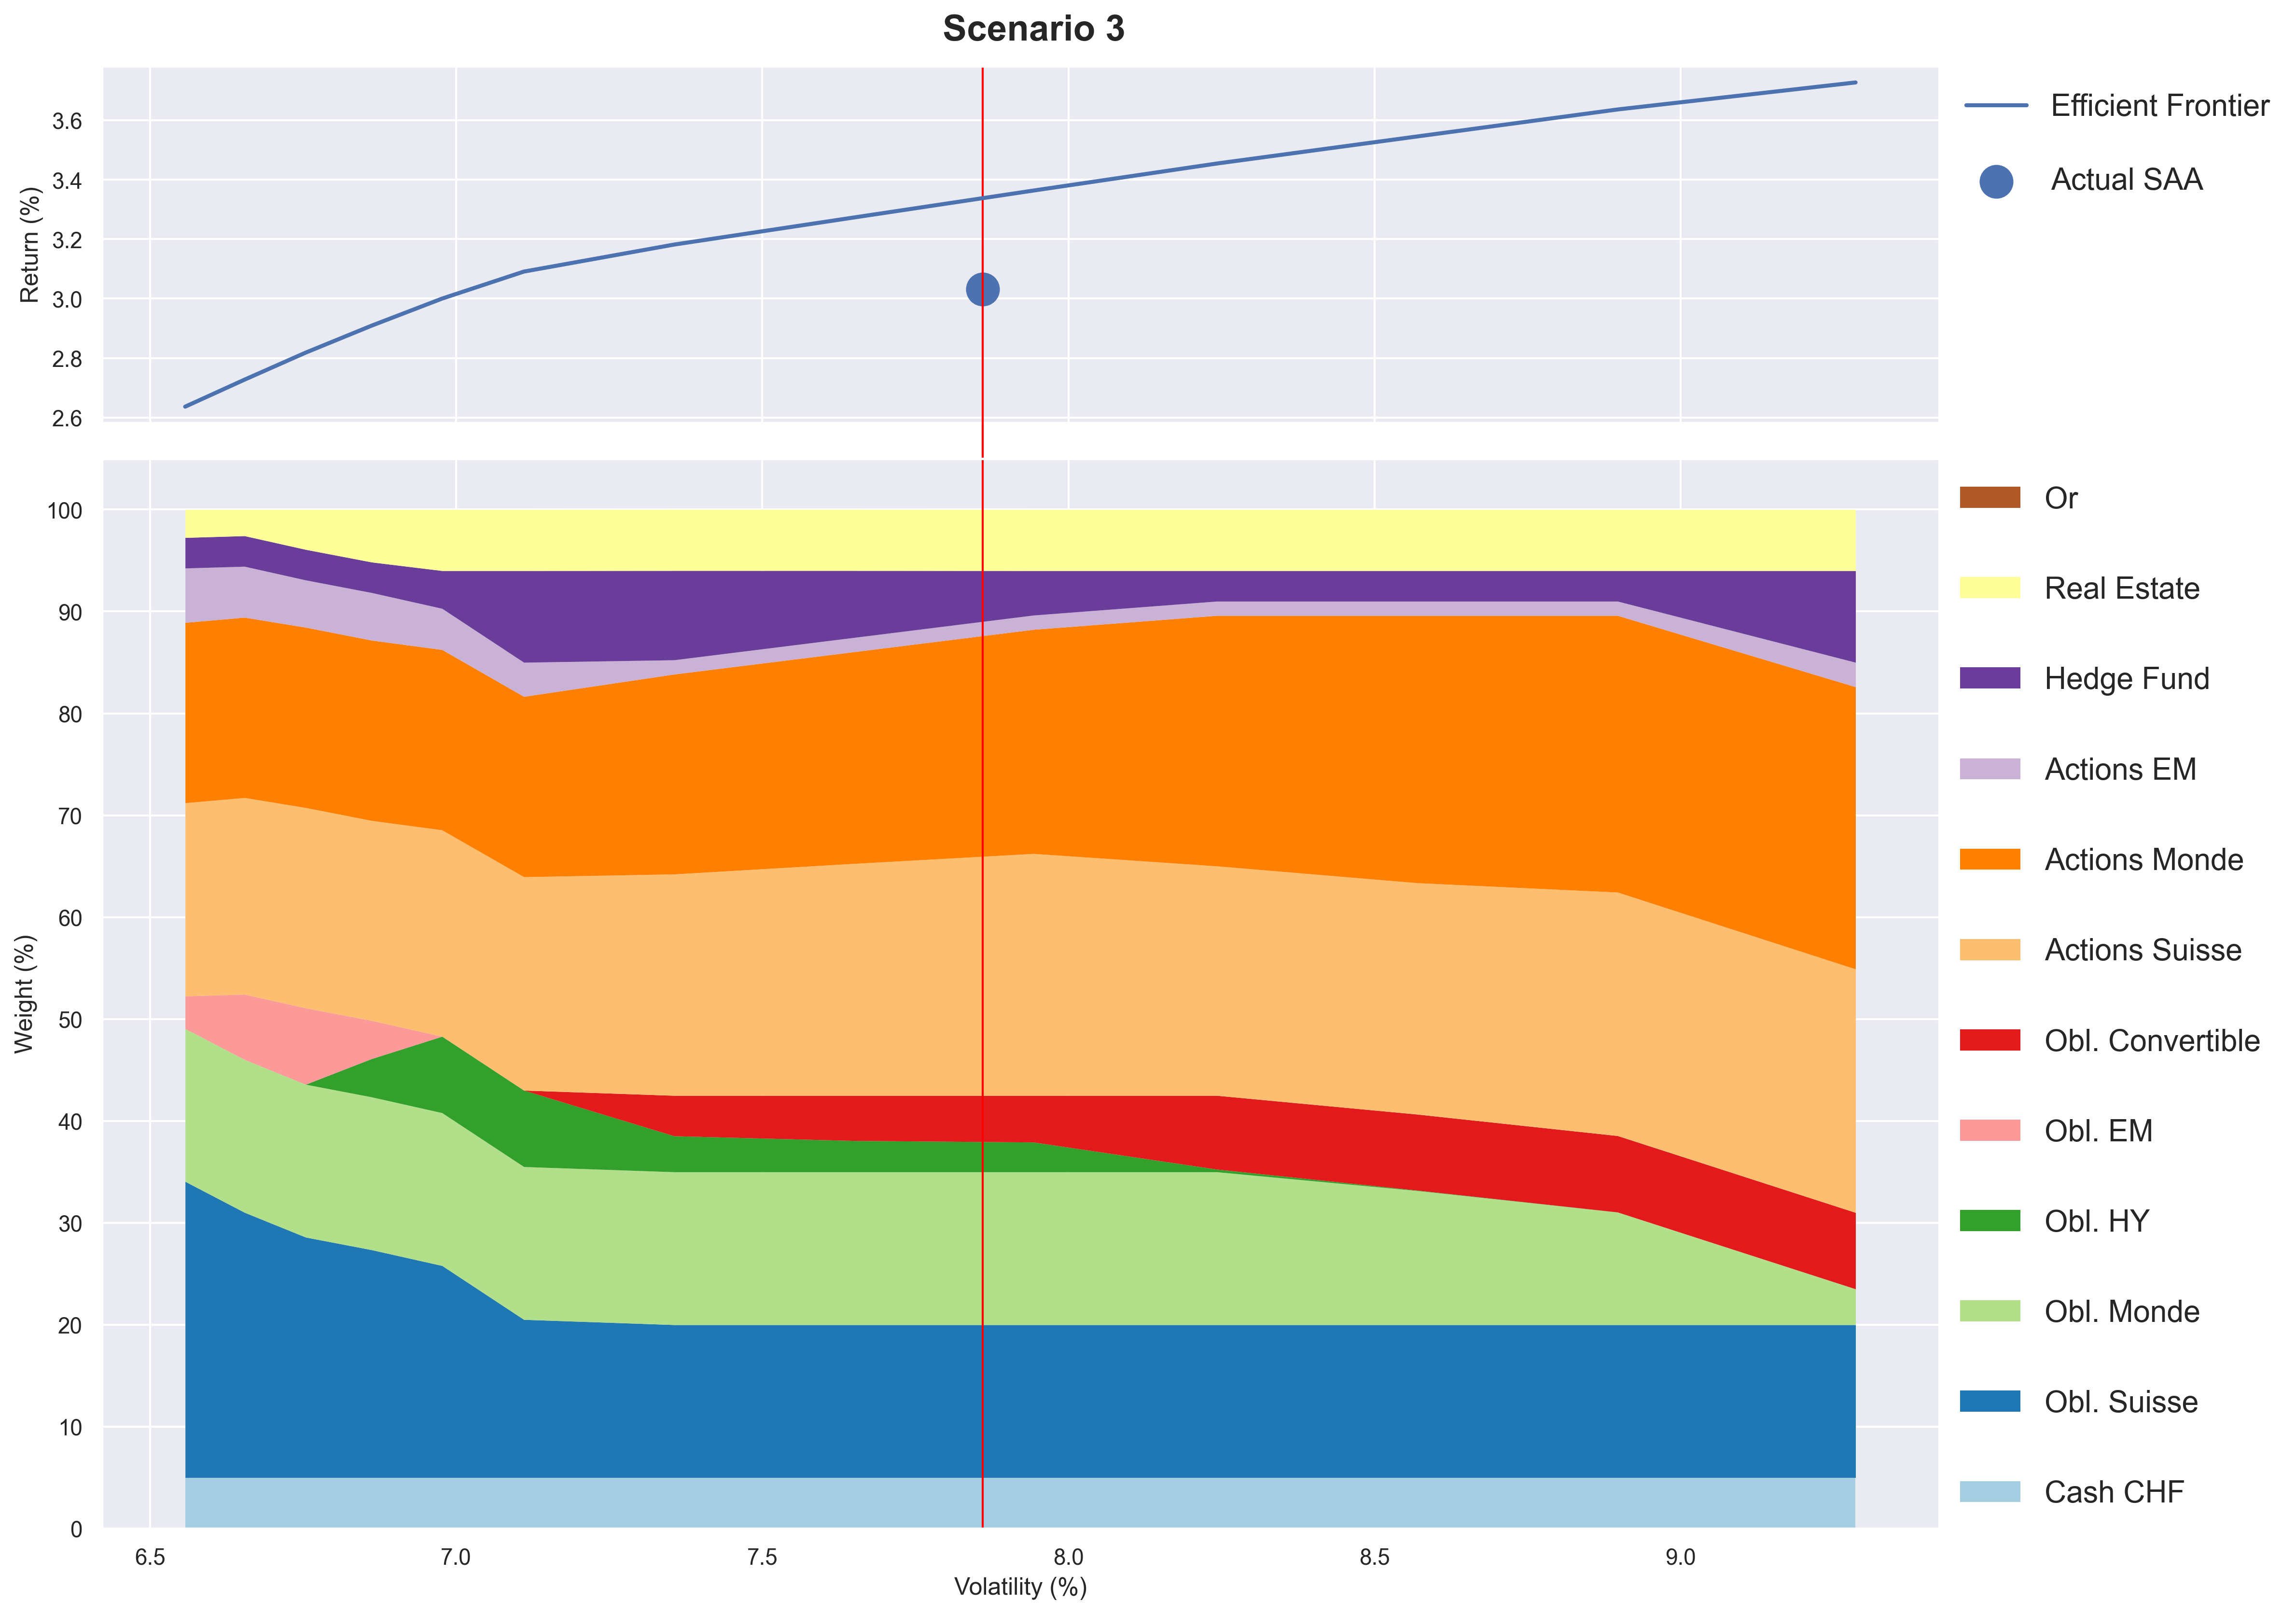 Scenario 3
Return (%)
3.6
3.4
3.2
3.0
2.8
2.6
Efficient Frontier
Actual SAA
Weight (%)
100
90
80
70
60
50
40
30
20
10
0
6.5 7.0 7.5 8.0 8.5 9.0
Volatility (%)
Or
Real Estate
Hedge Fund
Actions EM
Actions Monde
Actions Suisse
Obl. Convertible
Obl. EM
Obl. HY
Obl. Monde
Obl. Suisse
Cash CHF